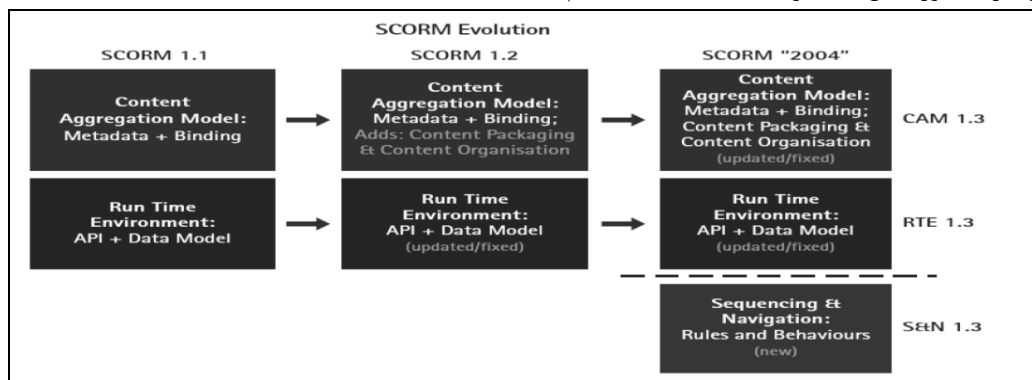 SCORM Evolution
SCORM 1.1
SCORM 1.2
SCORM "2004"
Content
Aggregation Model:
Metadata + Binding
Content
Aggregation Model:
Metadata + Binding;
Adds: Content Packaging
& Content Organisation
Content
Aggregation Model:
Metadata + Binding;
Content Packaging &
Content Organisation
(updated/fixed)
CAM 1.3
Run Time
Environment:
API + Data Model
Run Time
Environment:
API + Data Model
(updated/fixed)
Run Time
Environment:
API + Data Model
(updated/fixed)
RTE 1.3
Sequencing &
Navigation:
Rules and Behaviours
(new)
S&N 1.3